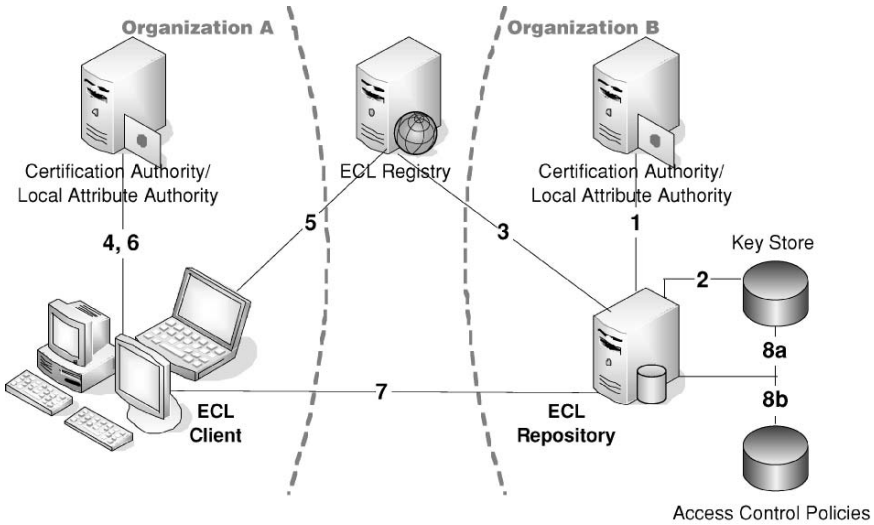 Organization A
Organization B
Certification Authority/
Local Attribute Authority
ECL Registry
Certification Authority/
Local Attribute Authority
5
3
1
4, 6
Key Store
2
8a
7
8b
ECL
Client
ECL
Repository
Access Control Policies